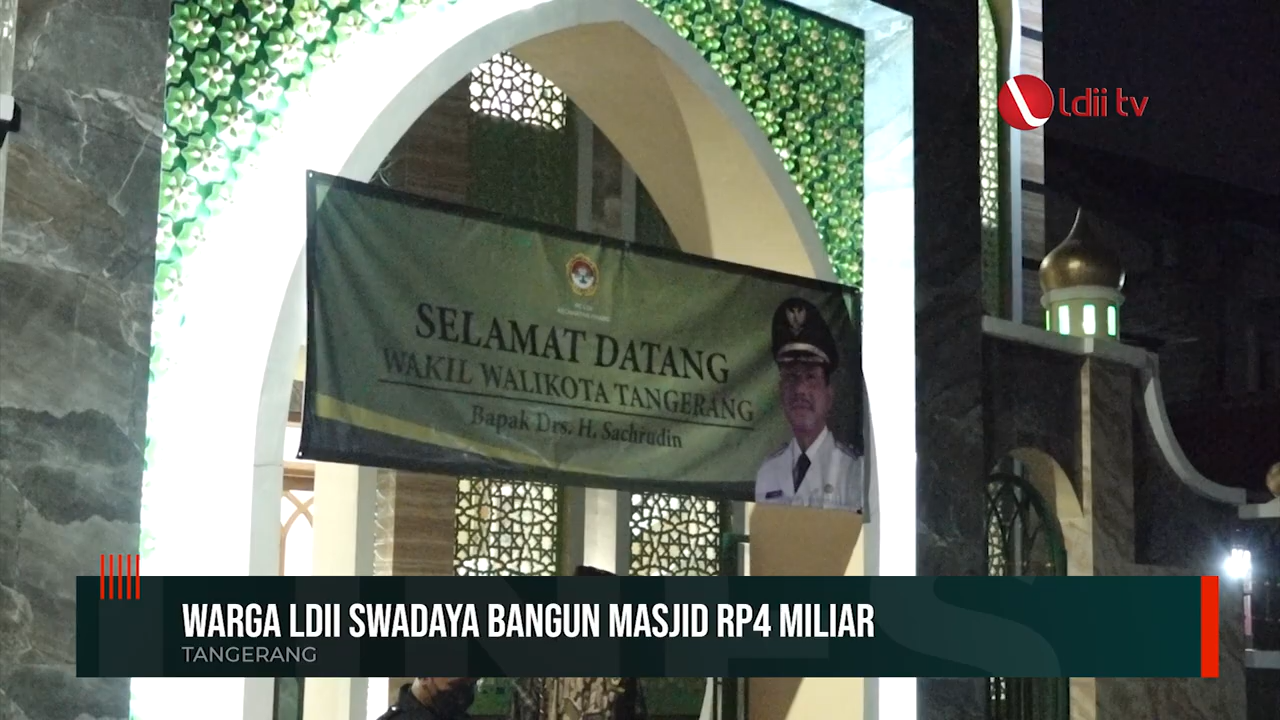 ldii tv
SELAMAT DATANG
WAKIL WALIKOTA TANGERANG
Bapak Drs. H. Sachrudin
WARGA LDII SWADAYA BANGUN MASJID RP4 MILIAR
TANGERANG